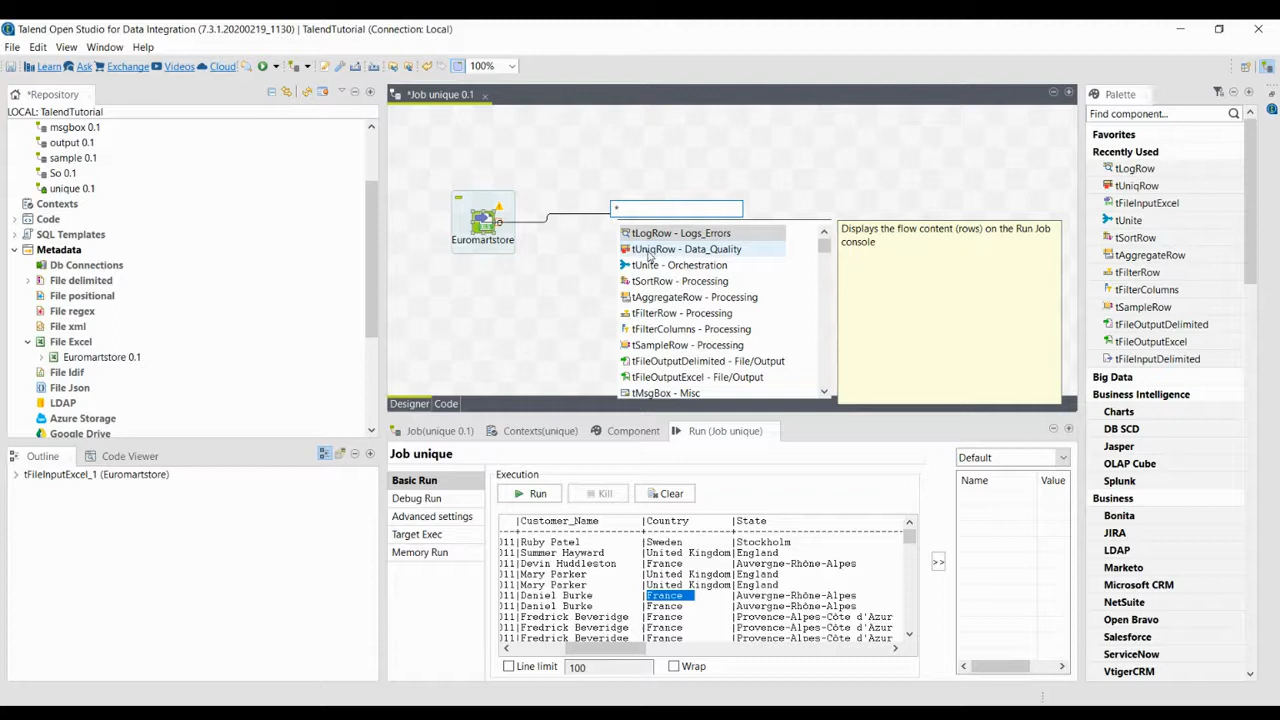 Talend Open Studio for Data Integration (7.3.1.20200219_1130) | TalendTutorial (Connection: Local)
File Edit View Window Help
Learn Ask Exchange Videos Cloud 100%
*Repository
LOCAL: TalendTutorial
msgbox 0.1
output 0.1
sample 0.1
So 0.1
unique 0.1
Contexts
Code
SQL Templates
Metadata
Db Connections
File delimited
File positional
File regex
File xml
File Excel
Euromartstore 0.1
File ldif
File Json
LDAP
Azure Storage
Google Drive
Outline Code Viewer
tFileInputExcel_1 (Euromartstore)
*Job unique 0.1
Euromartstore
*
tLogRow - Logs_Errors
tUniqRow - Data_Quality
tUnite - Orchestration
tSortRow - Processing
tAggregateRow - Processing
tFilterRow - Processing
tFilterColumns - Processing
tSampleRow - Processing
tFileOutputDelimited - File/Output
tFileOutputExcel - File/Output
tMsgBox - Misc
Displays the flow content (rows) on the Run Job
console
Designer Code
Job(unique 0.1) Contexts(unique) Component Run (Job unique)
Job unique
Basic Run
Debug Run
Advanced settings
Target Exec
Memory Run
Execution
Run Kill Clear
|Customer_Name |Country |State
011|Ruby Patel |Sweden |Stockholm
011|Summer Hayward |United Kingdom|England
011|Devin Huddleston |France |Auvergne-Rhône-Alpes
011|Mary Parker |United Kingdom|England
011|Mary Parker |United Kingdom|England
011|Daniel Burke |France |Auvergne-Rhône-Alpes
011|Daniel Burke |France |Auvergne-Rhône-Alpes
011|Fredrick Beveridge |France |Provence-Alpes-Côte d'Azur
011|Fredrick Beveridge |France |Provence-Alpes-Côte d'Azur
011|Fredrick Beveridge |France |Provence-Alpes-Côte d'Azur
Line limit 100 Wrap
>>
Default
Name Value
Palette
Find component...
Favorites
Recently Used
tLogRow
tUniqRow
tFileInputExcel
tUnite
tSortRow
tAggregateRow
tFilterRow
tFilterColumns
tSampleRow
tFileOutputDelimited
tFileOutputExcel
tFileInputDelimited
Big Data
Business Intelligence
Charts
DB SCD
Jasper
OLAP Cube
Splunk
Business
Bonita
JIRA
LDAP
Marketo
Microsoft CRM
NetSuite
Open Bravo
Salesforce
ServiceNow
VtigerCRM